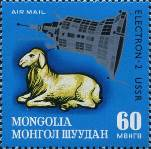 AIR MAIL
ELECTRON-2 USSR
MONGOLIA 60
МОНГОЛ ШУУДАН МӨНГӨ